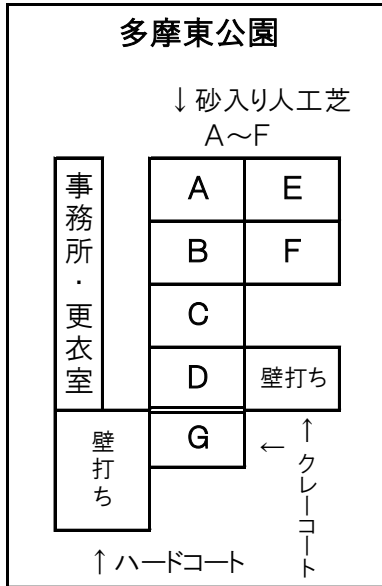 多摩東公園
↓砂入り人工芝
A～F
事務所・更衣室
A
E
B
F
C
D
壁打ち
G
壁打ち
←
↑クレーコート
↑ハードコート